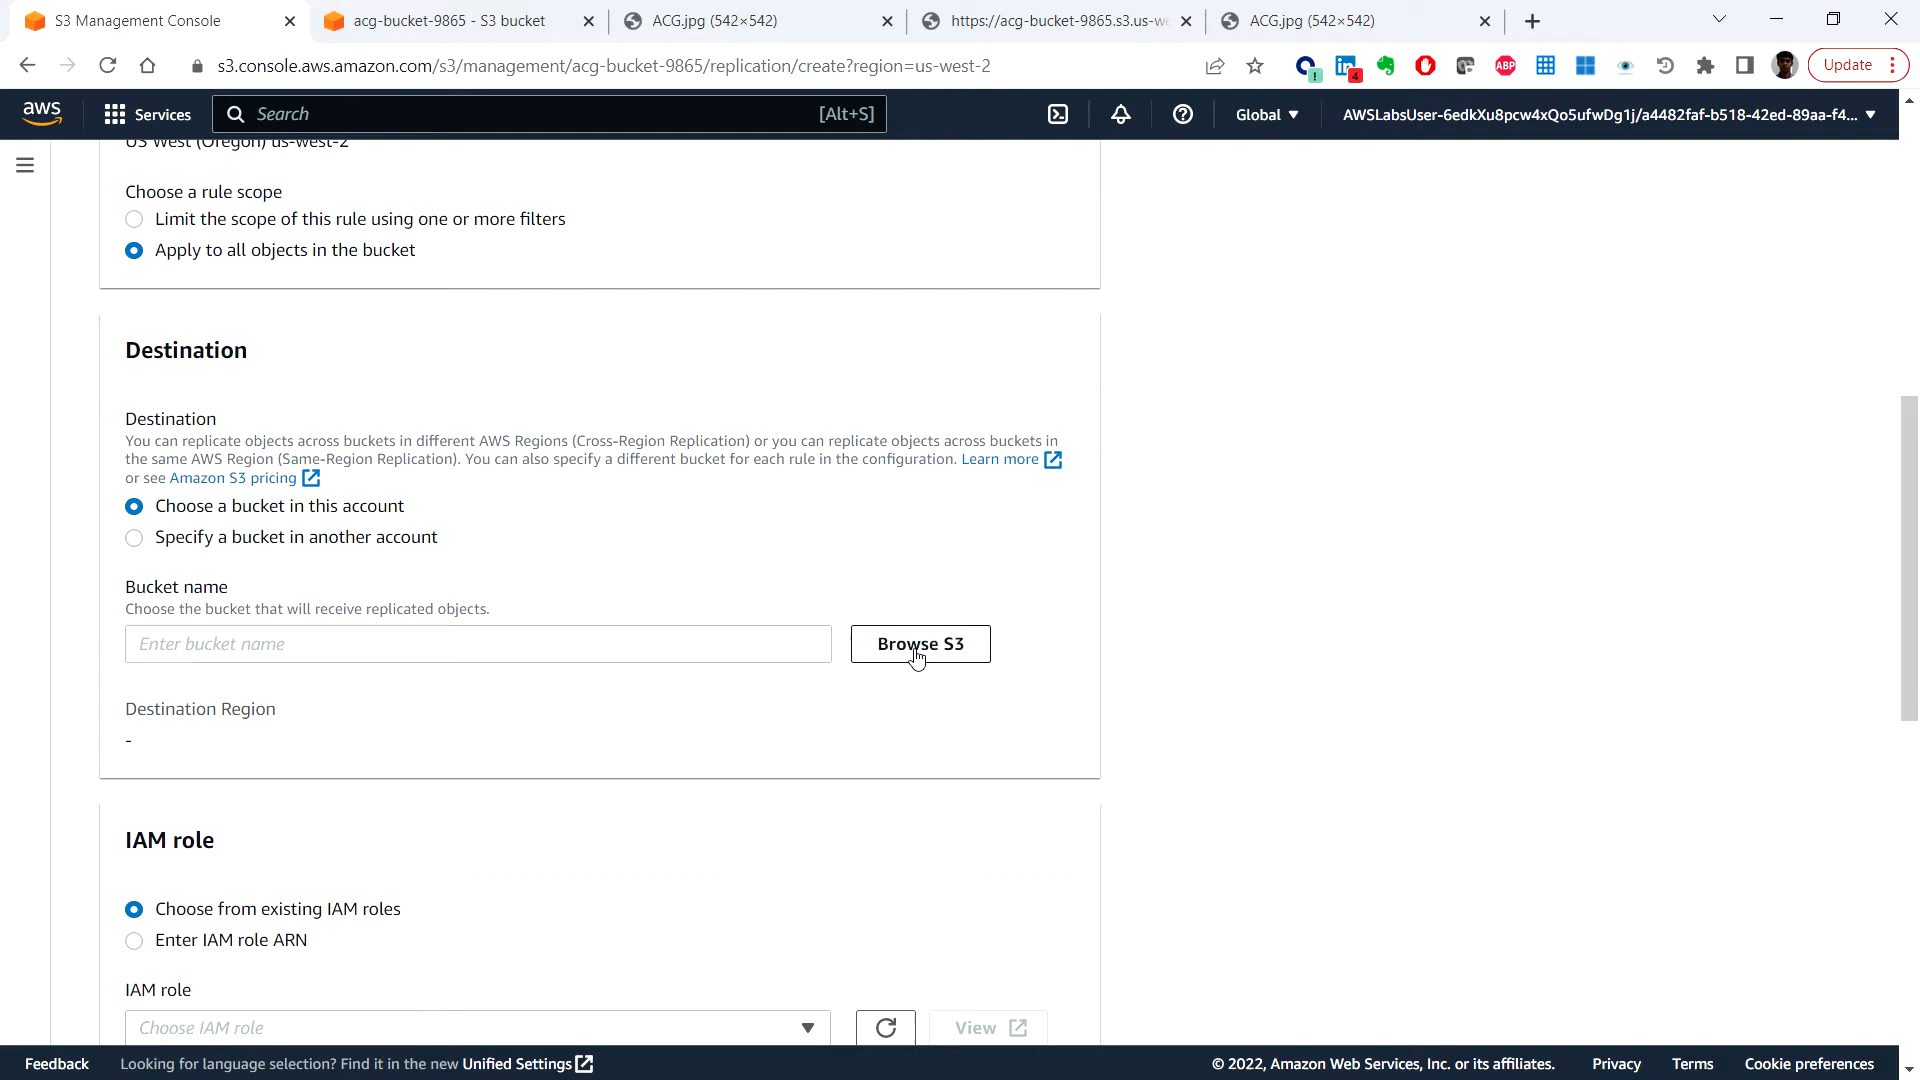 S3 Management Console
acg-bucket-9865 - S3 bucket
ACG.jpg (542×542)
https://acg-bucket-9865.s3.us-we
ACG.jpg (542×542)
s3.console.aws.amazon.com/s3/management/acg-bucket-9865/replication/create?region=us-west-2
4
ABP
Update
aws
Services
Search
[Alt+S]
Global
AWSLabsUser-6edkXu8pcw4xQo5ufwDg1j/a4482faf-b518-42ed-89aa-f4...
US West (Oregon) us-west-2
Choose a rule scope
Limit the scope of this rule using one or more filters
Apply to all objects in the bucket
Destination
Destination
You can replicate objects across buckets in different AWS Regions (Cross-Region Replication) or you can replicate objects across buckets in
the same AWS Region (Same-Region Replication). You can also specify a different bucket for each rule in the configuration. Learn more
or see Amazon S3 pricing
Choose a bucket in this account
Specify a bucket in another account
Bucket name
Choose the bucket that will receive replicated objects.
Enter bucket name
Browse S3
Destination Region
-
IAM role
Choose from existing IAM roles
Enter IAM role ARN
IAM role
Choose IAM role
View
Feedback
Looking for language selection? Find it in the new Unified Settings
© 2022, Amazon Web Services, Inc. or its affiliates.
Privacy
Terms
Cookie preferences